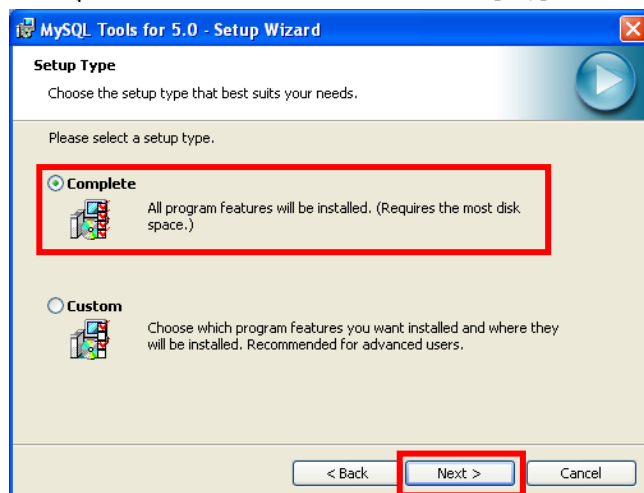 MySQL Tools for 5.0 - Setup Wizard
Setup Type
Choose the setup type that best suits your needs.
Please select a setup type.
Complete
All program features will be installed. (Requires the most disk
space.)
Custom
Choose which program features you want installed and where they
will be installed. Recommended for advanced users.
< Back Next > Cancel